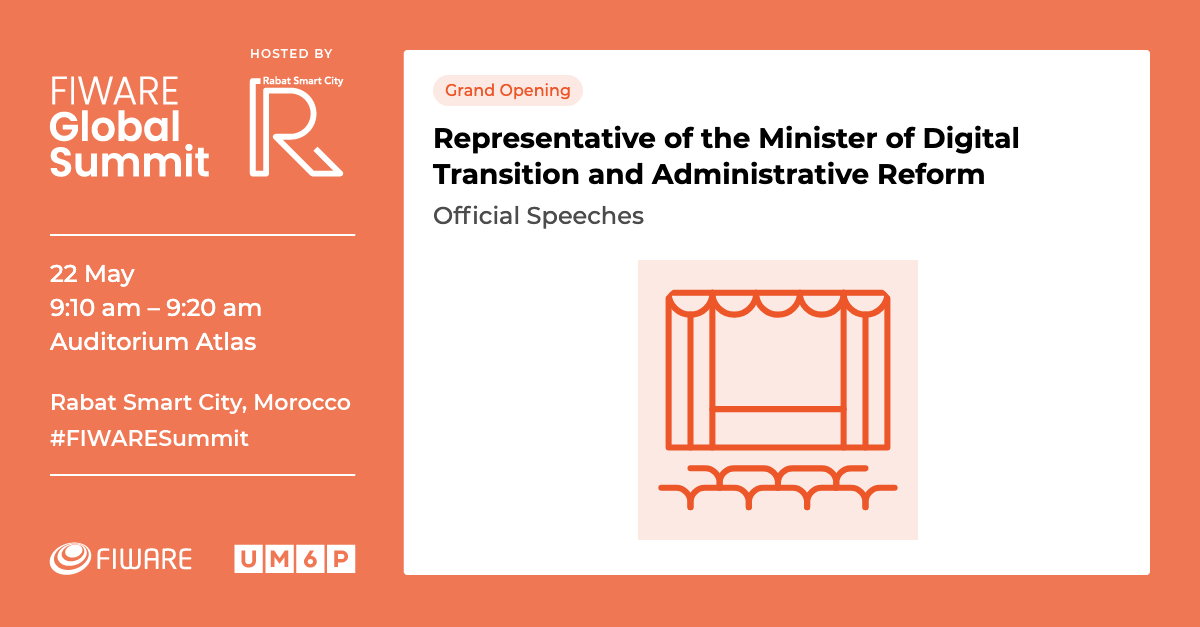 FIWARE
Global
Summit
HOSTED BY
Rabat Smart City
R
22 May
9:10 am – 9:20 am
Auditorium Atlas
Rabat Smart City, Morocco
#FIWARESummit
FIWARE
UM6P
Grand Opening
Representative of the Minister of Digital
Transition and Administrative Reform
Official Speeches